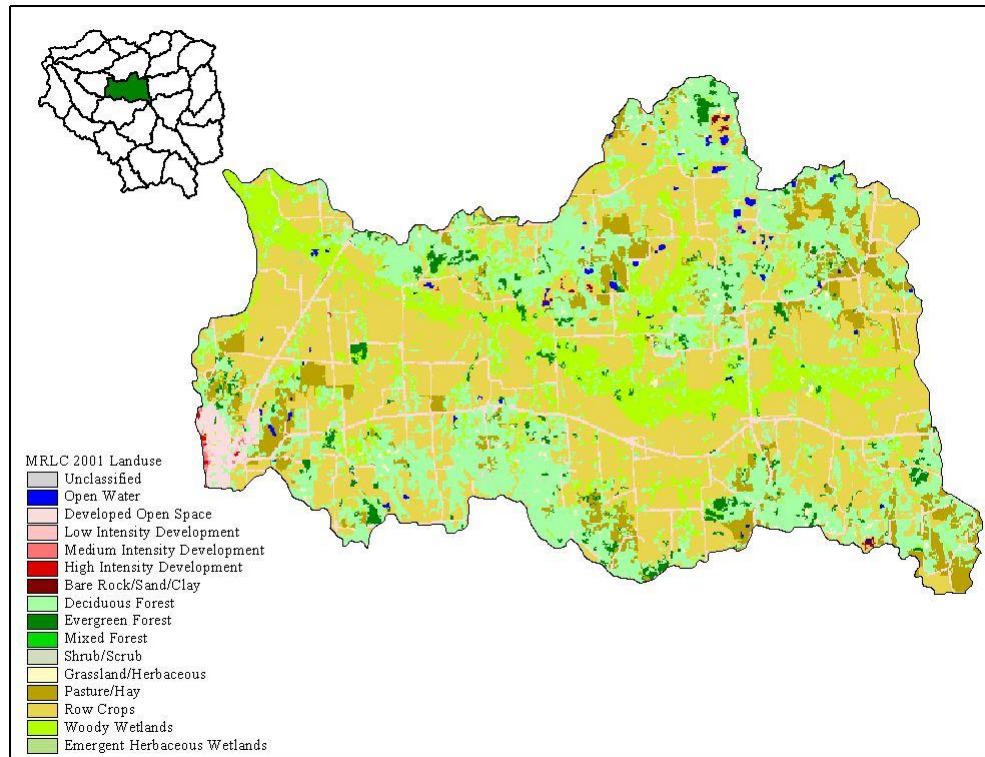 MRLC 2001 Landuse
Unclassified
Open Water
Developed Open Space
Low Intensity Development
Medium Intensity Development
High Intensity Development
Bare Rock/Sand/Clay
Deciduous Forest
Evergreen Forest
Mixed Forest
Shrub/Scrub
Grassland/Herbaceous
Pasture/Hay
Row Crops
Woody Wetlands
Emergent Herbaceous Wetlands